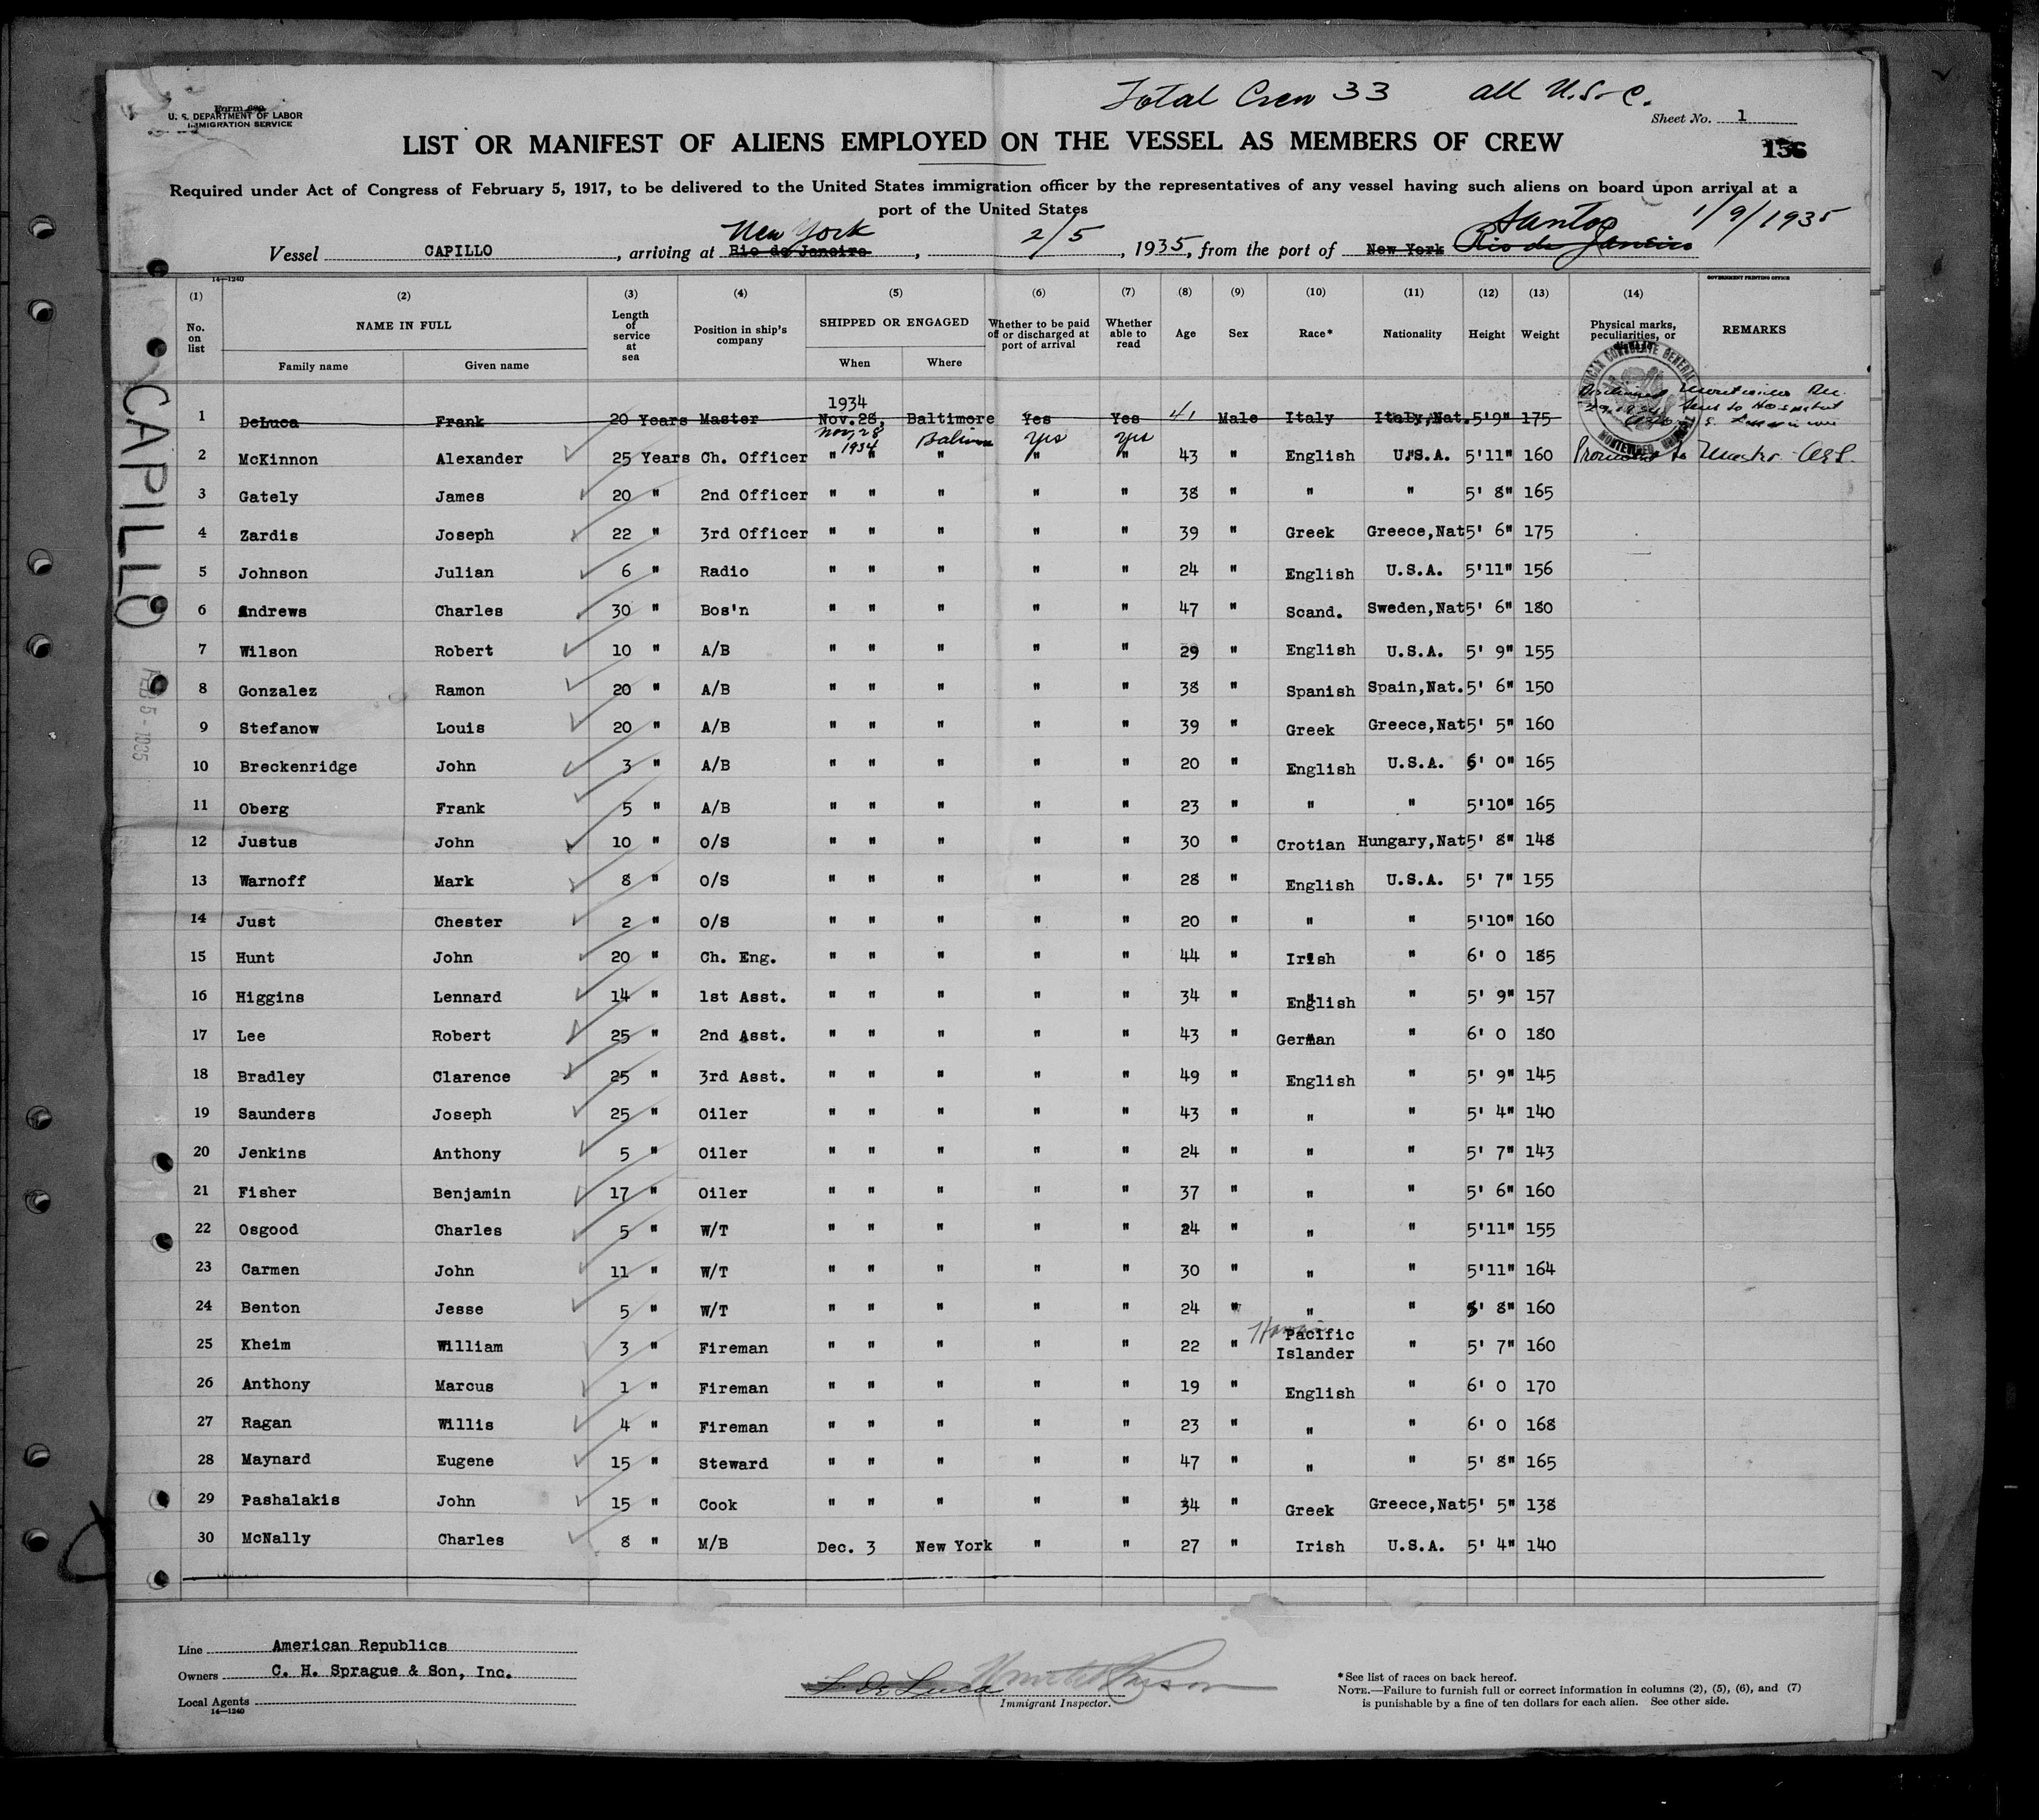 Total Crew 33 all U.S.C.
Form 680
U. S. DEPARTMENT OF LABOR
IMMIGRATION SERVICE
Sheet No. 1
LIST OR MANIFEST OF ALIENS EMPLOYED ON THE VESSEL AS MEMBERS OF CREW
Required under Act of Congress of February 5, 1917, to be delivered to the United States immigration officer by the representatives of any vessel having such aliens on board upon arrival at a
port of the United States
New York Santos 1/9/1935
Vessel CAPILLO, arriving at Rio de Janeiro, 2/5, 1935, from the port of New York Rio de Janeiro
14—1240 GOVERNMENT PRINTING OFFICE
(1) (2) (3) (4) (5) (6) (7) (8) (9) (10) (11) (12) (13) (14)
No. on list NAME IN FULL Length of service at sea Position in ship's company SHIPPED OR ENGAGED Whether to be paid off or discharged at port of arrival Whether able to read Age Sex Race* Nationality Height Weight Physical marks, peculiarities, or REMARKS
Family name Given name When Where
1934
1 DeLuca Frank 20 Years Master Nov.28, Baltimore Yes Yes 41 Male Italy Italy,Nat. 5'9" 175
Nov 28 1934 Yes Yes
2 McKinnon Alexander 25 Years Ch. Officer " " " " " 43 " English U.S.A. 5'11" 160 Promoted to Master
3 Gately James 20 " 2nd Officer " " " " " 38 " " " 5' 8" 165
4 Zardis Joseph 22 " 3rd Officer " " " " " 39 " Greek Greece,Nat 5' 6" 175
5 Johnson Julian 6 " Radio " " " " " 24 " English U.S.A. 5'11" 156
6 Andrews Charles 30 " Bos'n " " " " " 47 " Scand. Sweden,Nat 5' 6" 180
7 Wilson Robert 10 " A/B " " " " " 29 " English U.S.A. 5' 9" 155
8 Gonzalez Ramon 20 " A/B " " " " " 38 " Spanish Spain,Nat. 5' 6" 150
9 Stefanow Louis 20 " A/B " " " " " 39 " Greek Greece,Nat 5' 5" 160
10 Breckenridge John 3 " A/B " " " " " 20 " English U.S.A. 6' 0" 165
11 Oberg Frank 5 " A/B " " " " " 23 " " " 5'10" 165
12 Justus John 10 " O/S " " " " " 30 " Crotian Hungary,Nat 5' 8" 148
13 Warnoff Mark 8 " O/S " " " " " 28 " English U.S.A. 5' 7" 155
14 Just Chester 2 " O/S " " " " " 20 " " " 5'10" 160
15 Hunt John 20 " Ch. Eng. " " " " " 44 " Irish " 6' 0 185
16 Higgins Lennard 14 " 1st Asst. " " " " " 34 " English " 5' 9" 157
17 Lee Robert 25 " 2nd Asst. " " " " " 43 " German " 6' 0 180
18 Bradley Clarence 25 " 3rd Asst. " " " " " 49 " English " 5' 9" 145
19 Saunders Joseph 25 " Oiler " " " " " 43 " " " 5' 4" 140
20 Jenkins Anthony 5 " Oiler " " " " " 24 " " " 5' 7" 143
21 Fisher Benjamin 17 " Oiler " " " " " 37 " " " 5' 6" 160
22 Osgood Charles 5 " W/T " " " " " 24 " " " 5'11" 155
23 Carmen John 11 " W/T " " " " " 30 " " " 5'11" 164
24 Benton Jesse 5 " W/T " " " " " 24 " " " 5' 8" 160
25 Kheim William 3 " Fireman " " " " " 22 " Pacific Islander " 5' 7" 160
26 Anthony Marcus 1 " Fireman " " " " " 19 " English " 6' 0 170
27 Ragan Willis 4 " Fireman " " " " " 23 " " " 6' 0 168
28 Maynard Eugene 15 " Steward " " " " " 47 " " " 5' 8" 165
29 Pashalakis John 15 " Cook " " " " " 34 " Greek Greece,Nat 5' 5" 138
30 McNally Charles 8 " M/B Dec. 3 New York " " 27 " Irish U.S.A. 5' 4" 140
CAPILLO
FEB 5 - 1935
Line American Republics
Owners C. H. Sprague & Son, Inc.
Local Agents
14—1240
F De Luca
Immigrant Inspector.
*See list of races on back hereof.
NOTE.—Failure to furnish full or correct information in columns (2), (5), (6), and (7)
is punishable by a fine of ten dollars for each alien. See other side.